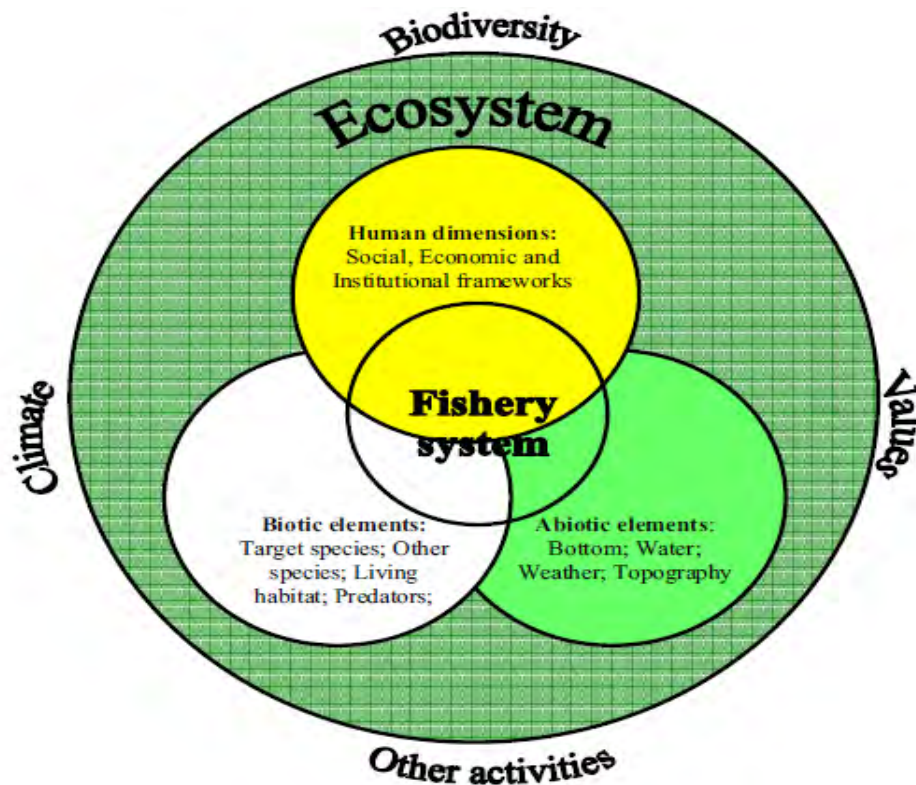 Biodiversity
Ecosystem
Human dimensions:
Social, Economic and
Institutional frameworks
Climate
Values
Fishery
system
Biotic elements:
Target species; Other
species; Living
habitat; Predators;
Abiotic elements:
Bottom; Water;
Weather; Topography
Other activities